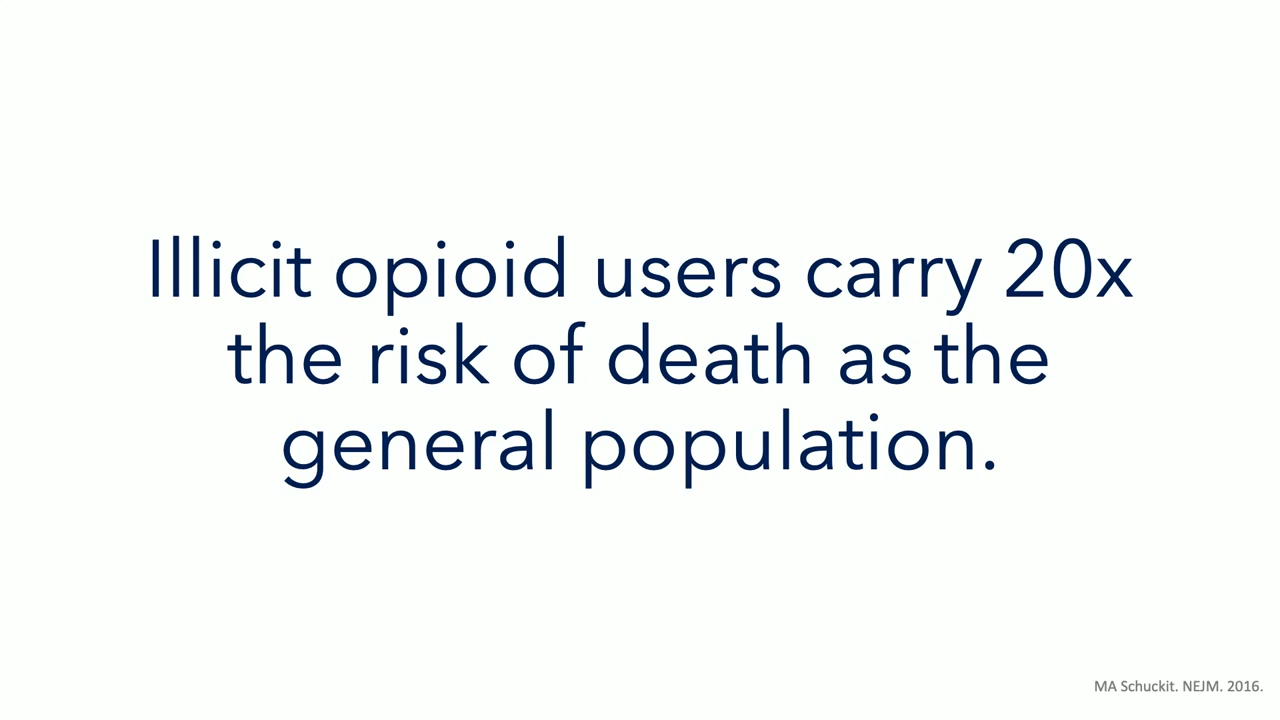 Illicit opioid users carry 20x
the risk of death as the
general population.
MA Schuckit. NEJM. 2016.